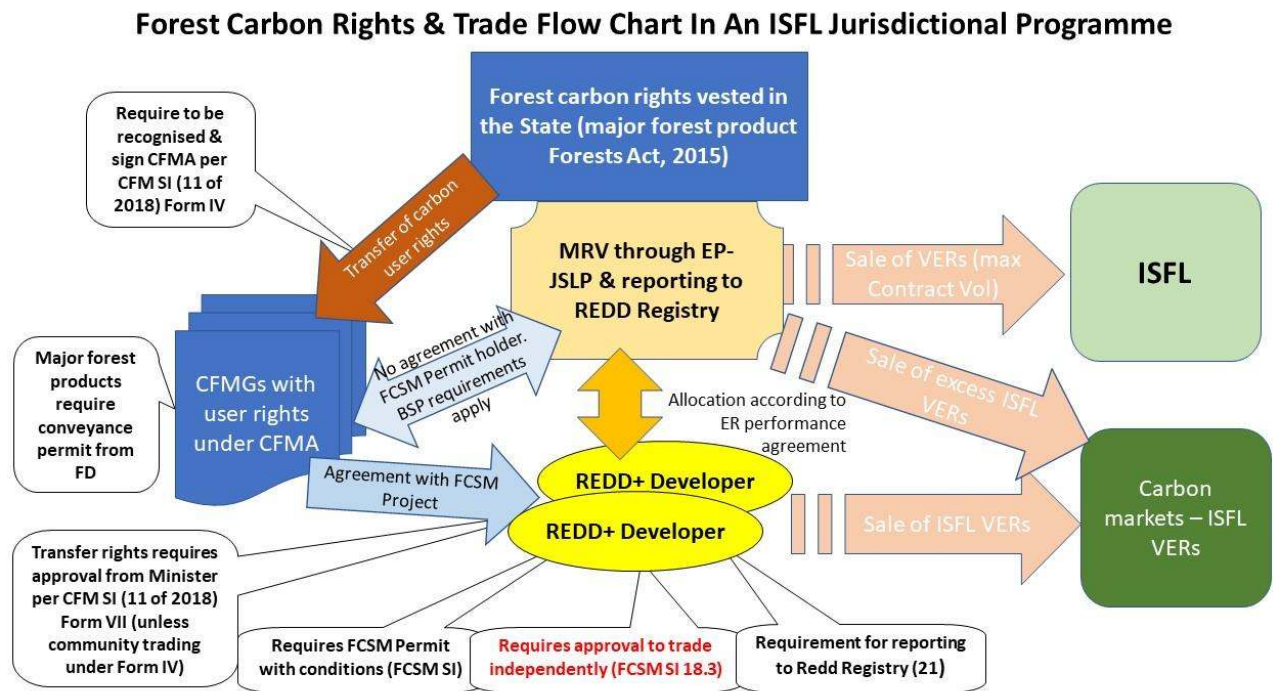 Forest Carbon Rights & Trade Flow Chart In An ISFL Jurisdictional Programme
Forest carbon rights vested in
the State (major forest product
Forests Act, 2015)
Require to be
recognised &
sign CFMA per
CFM SI (11 of
2018) Form IV
Transfer of carbon
user rights
MRV through EP-
JSLP & reporting to
REDD Registry
Sale of VERs (max
Contract Vol)
ISFL
Major forest
products
require
conveyance
permit from
FD
CFMGs with
user rights
under CFMA
No agreement with
FCSM Permit holder.
BSP requirements
apply
Sale of excess ISFL
VERs
Allocation according to
ER performance
agreement
Agreement with FCSM
Project
REDD+ Developer
REDD+ Developer
Sale of ISFL VERs
Carbon
markets – ISFL
VERs
Transfer rights requires
approval from Minister
per CFM SI (11 of 2018)
Form VII (unless
community trading
under Form IV)
Requires FCSM Permit
with conditions (FCSM SI)
Requires approval to trade
independently (FCSM SI 18.3)
Requirement for reporting
to Redd Registry (21)